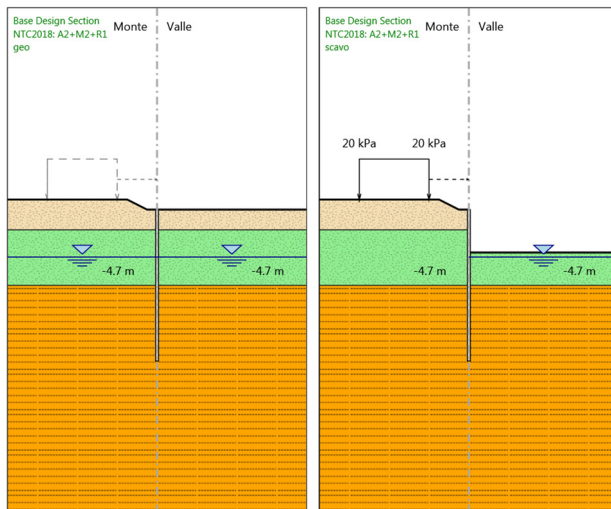 Base Design Section
NTC2018: A2+M2+R1
geo
Monte
Valle
-4.7 m
-4.7 m
Base Design Section
NTC2018: A2+M2+R1
scavo
Monte
Valle
20 kPa
20 kPa
-4.7 m
-4.7 m